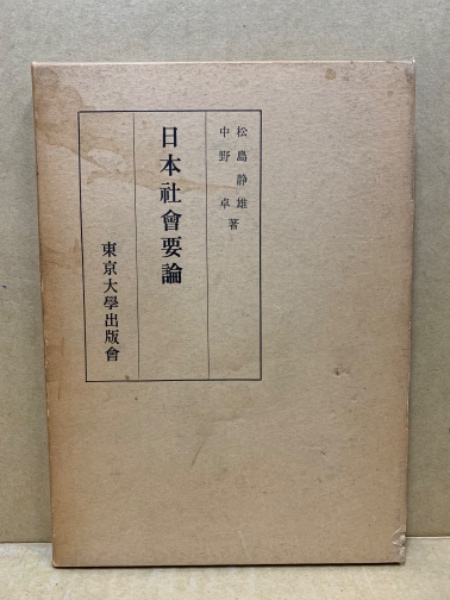 松島静雄
中野卓著
日本社會要論
東京大學出版會